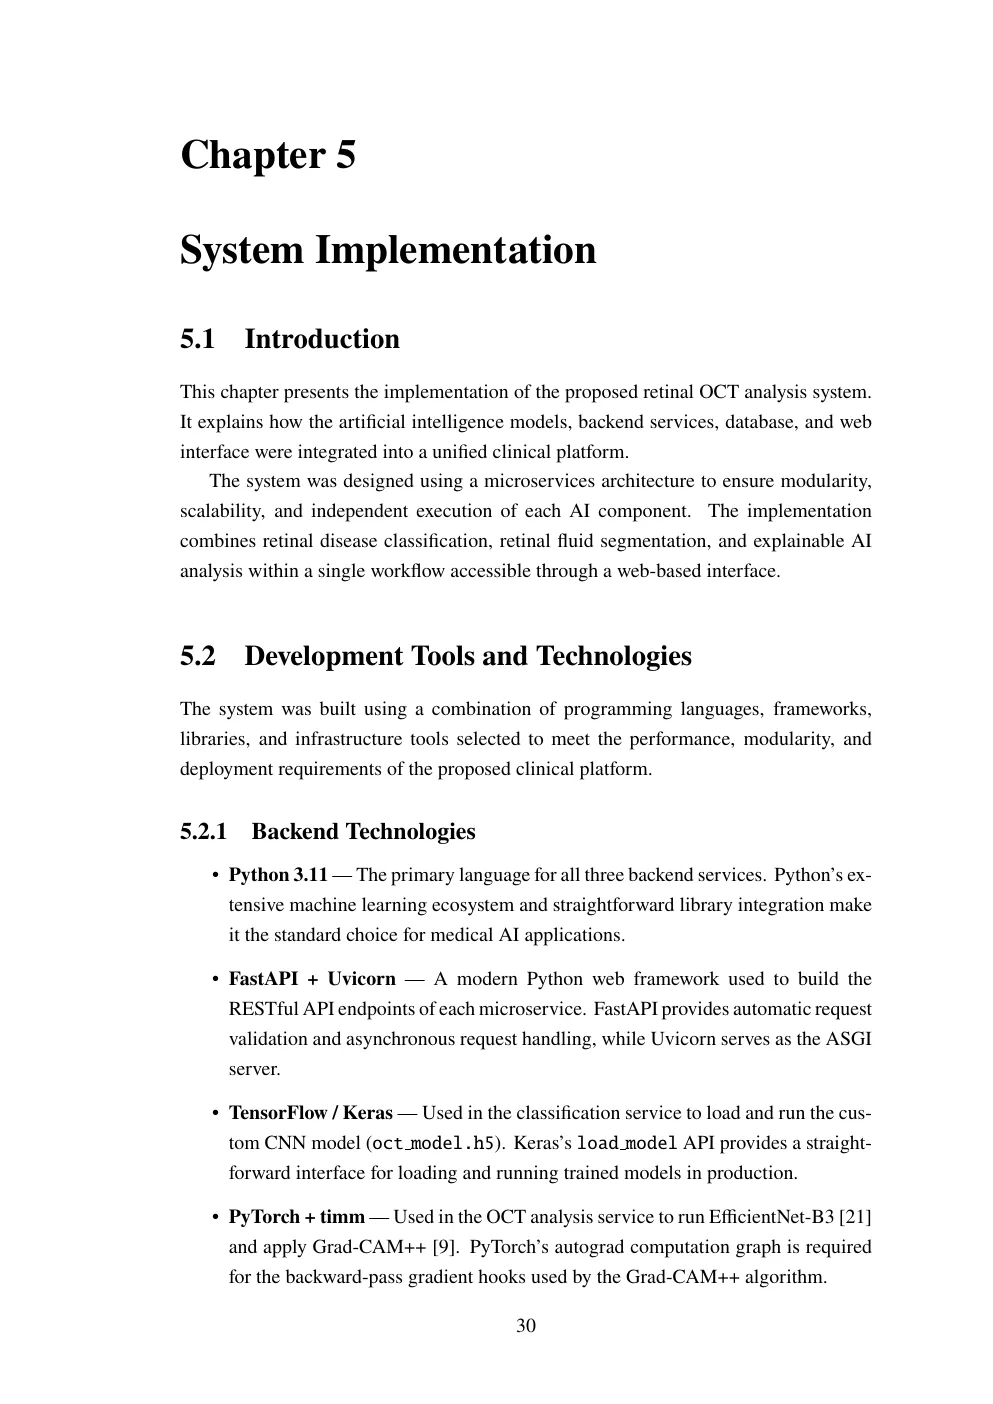 Chapter 5
System Implementation
5.1 Introduction
This chapter presents the implementation of the proposed retinal OCT analysis system.
It explains how the artificial intelligence models, backend services, database, and web
interface were integrated into a unified clinical platform.
The system was designed using a microservices architecture to ensure modularity,
scalability, and independent execution of each AI component. The implementation
combines retinal disease classification, retinal fluid segmentation, and explainable AI
analysis within a single workflow accessible through a web-based interface.
5.2 Development Tools and Technologies
The system was built using a combination of programming languages, frameworks,
libraries, and infrastructure tools selected to meet the performance, modularity, and
deployment requirements of the proposed clinical platform.
5.2.1 Backend Technologies
• Python 3.11 — The primary language for all three backend services. Python’s ex-
tensive machine learning ecosystem and straightforward library integration make
it the standard choice for medical AI applications.
• FastAPI + Uvicorn — A modern Python web framework used to build the
RESTful API endpoints of each microservice. FastAPI provides automatic request
validation and asynchronous request handling, while Uvicorn serves as the ASGI
server.
• TensorFlow / Keras — Used in the classification service to load and run the cus-
tom CNN model (oct_model.h5). Keras’s load_model API provides a straight-
forward interface for loading and running trained models in production.
• PyTorch + timm — Used in the OCT analysis service to run EfficientNet-B3 [21]
and apply Grad-CAM++ [9]. PyTorch’s autograd computation graph is required
for the backward-pass gradient hooks used by the Grad-CAM++ algorithm.
30